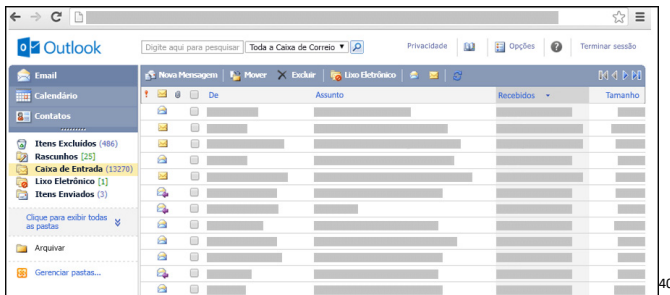 Outlook
Digite aqui para pesquisar Toda a Caixa de Correio Privacidade Opções Terminar sessão
Email Nova Mensagem Mover Excluir Lixo Eletrônico
Calendário De Assunto Recebidos Tamanho
Contatos
Itens Excluídos (486)
Rascunhos [25]
Caixa de Entrada (13270)
Lixo Eletrônico [1]
Itens Enviados (3)
Clique para exibir todas
as pastas
Arquivar
Gerenciar pastas...